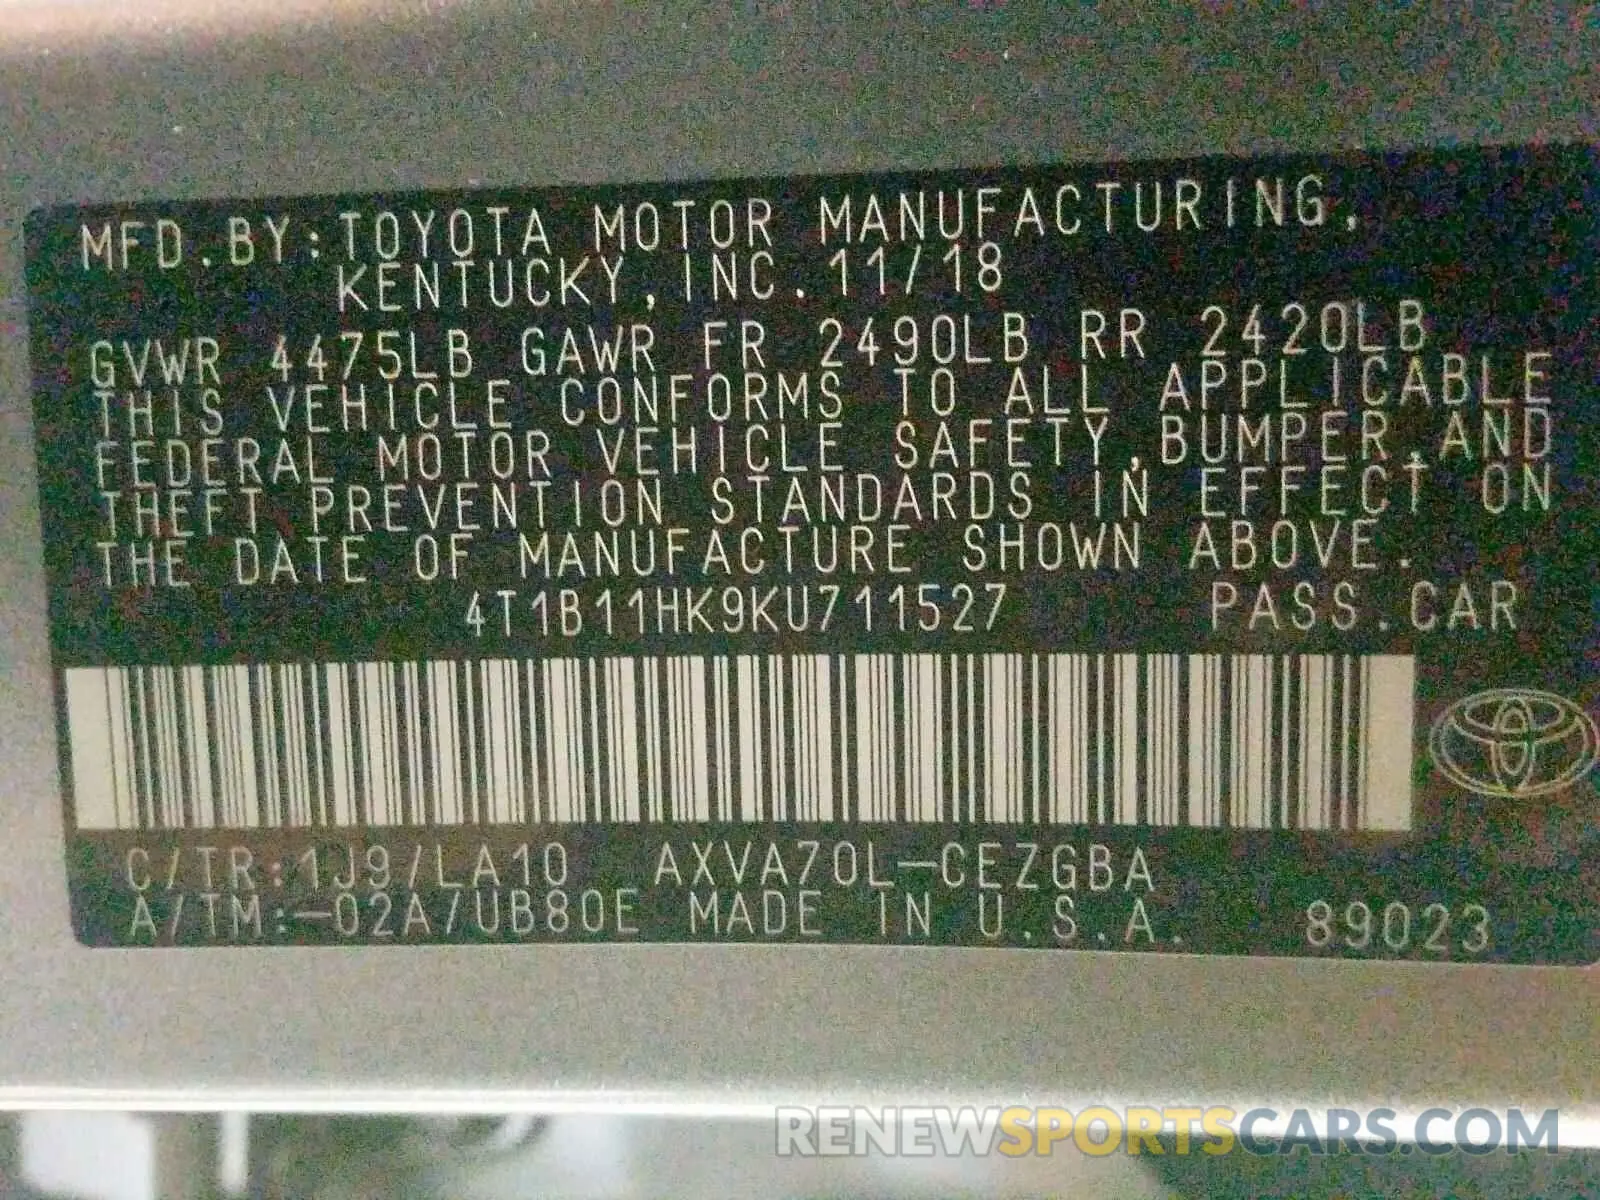 MFD.BY:TOYOTA MOTOR MANUFACTURING,
KENTUCKY, INC. 11/18
GVWR 4475LB GAWR FR 2490LB RR 2420LB
THIS VEHICLE CONFORMS TO ALL APPLICABLE
FEDERAL MOTOR VEHICLE SAFETY,BUMPER,AND
THEFT PREVENTION STANDARDS IN EFFECT ON
THE DATE OF MANUFACTURE SHOWN ABOVE.
4T1B11HK9KU711527 PASS.CAR
C/TR:1J9/LA10 AXVA70L-CEZGBA
A/TM:-02A/UB80E MADE IN U.S.A. 89023
RENEWSPORTSCARS.COM